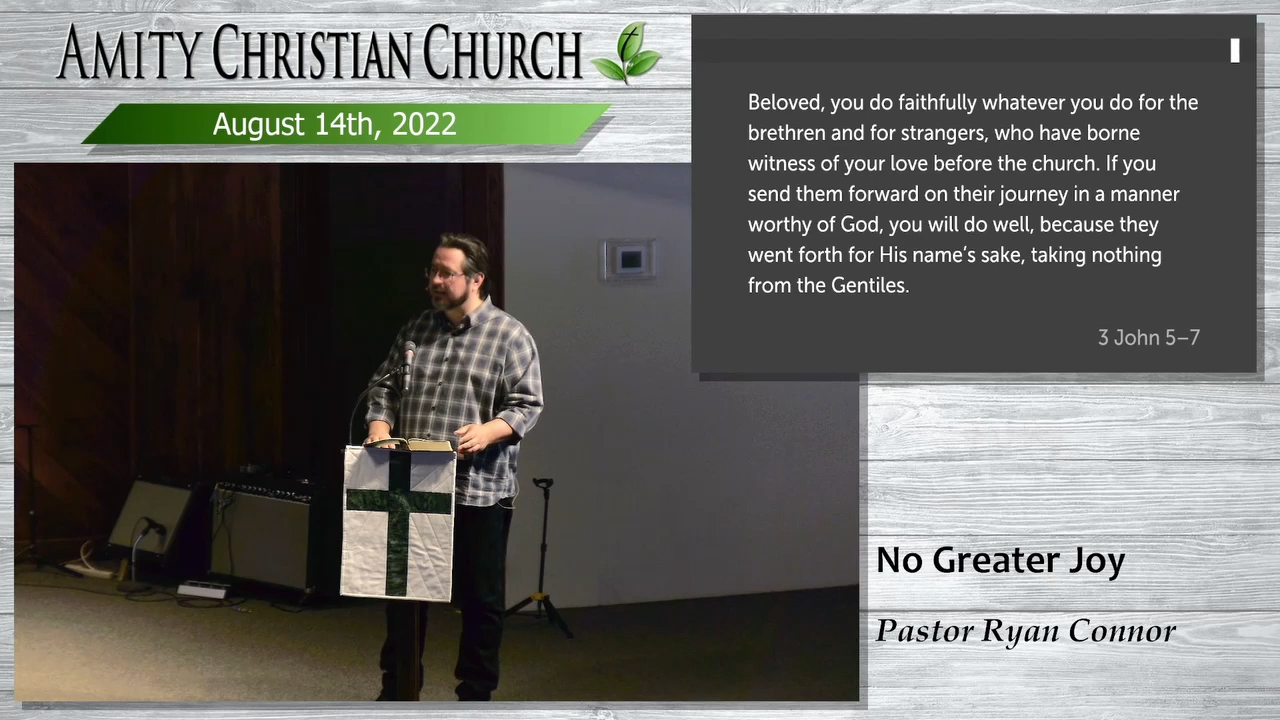 AMITY CHRISTIAN CHURCH
August 14th, 2022
Beloved, you do faithfully whatever you do for the
brethren and for strangers, who have borne
witness of your love before the church. If you
send them forward on their journey in a manner
worthy of God, you will do well, because they
went forth for His name’s sake, taking nothing
from the Gentiles.
3 John 5–7
No Greater Joy
Pastor Ryan Connor